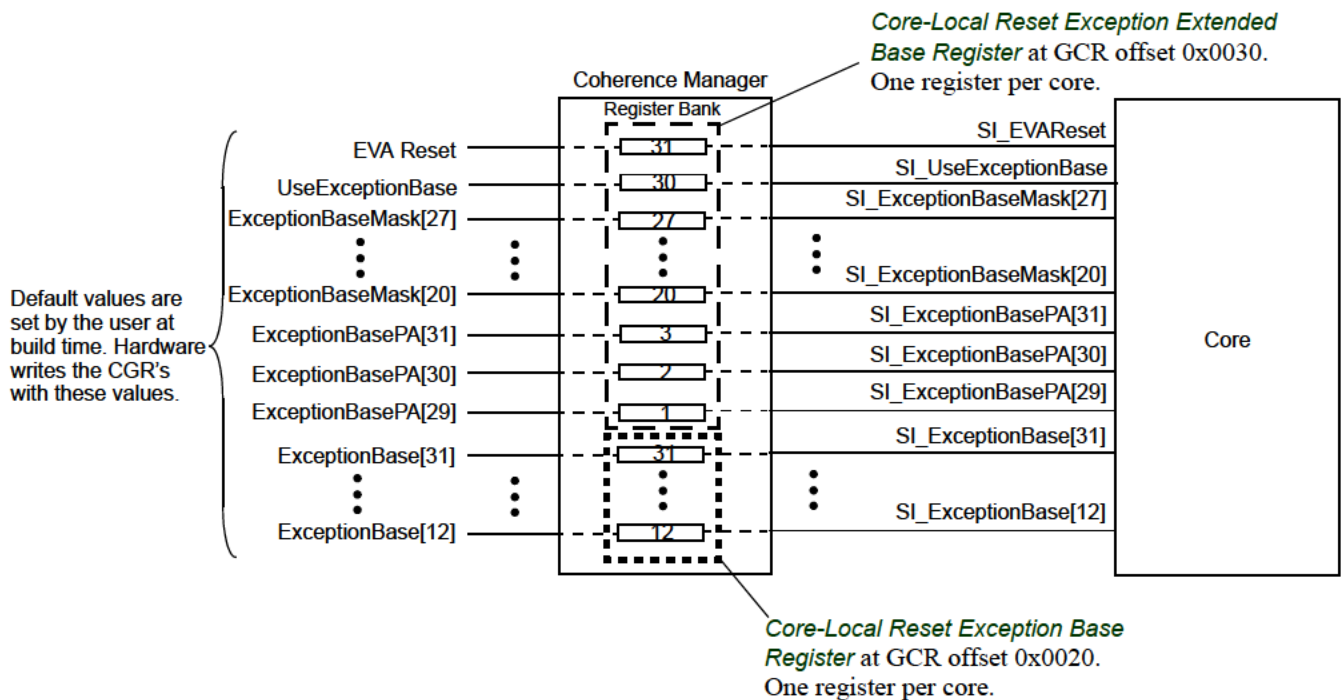 Core-Local Reset Exception Extended
Base Register at GCR offset 0x0030.
One register per core.
Coherence Manager
Register Bank
EVA Reset
31
SI_EVAReset
UseExceptionBase
30
SI_UseExceptionBase
ExceptionBaseMask[27]
27
SI_ExceptionBaseMask[27]
ExceptionBaseMask[20]
20
SI_ExceptionBaseMask[20]
ExceptionBasePA[31]
3
SI_ExceptionBasePA[31]
ExceptionBasePA[30]
2
SI_ExceptionBasePA[30]
ExceptionBasePA[29]
1
SI_ExceptionBasePA[29]
ExceptionBase[31]
31
SI_ExceptionBase[31]
ExceptionBase[12]
12
SI_ExceptionBase[12]
Default values are
set by the user at
build time. Hardware
writes the CGR's
with these values.
Core
Core-Local Reset Exception Base
Register at GCR offset 0x0020.
One register per core.